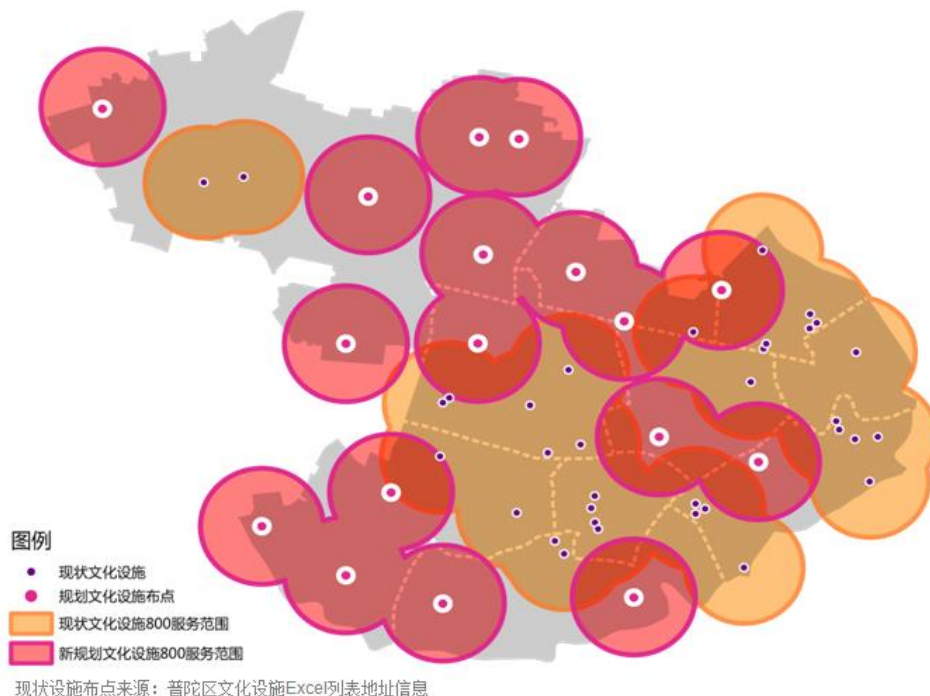 图例
现状文化设施
规划文化设施布点
现状文化设施800服务范围
新规划文化设施800服务范围
现状设施布点来源：普陀区文化设施Excel列表地址信息